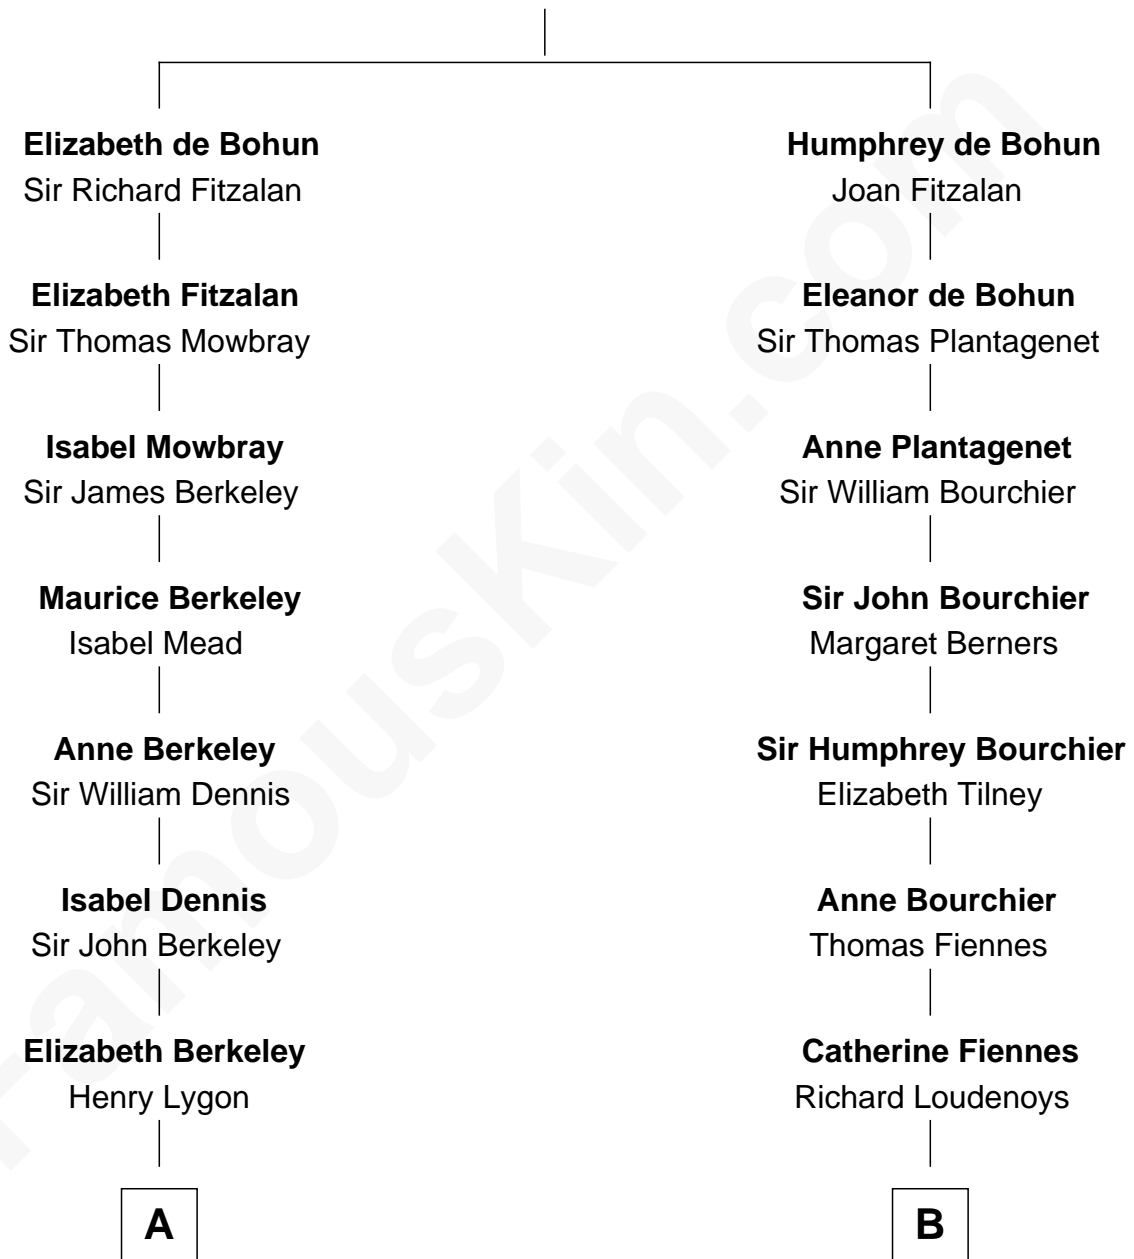 Elizabeth de Bohun
Sir Richard Fitzalan
Humphrey de Bohun
Joan Fitzalan
Elizabeth Fitzalan
Sir Thomas Mowbray
Eleanor de Bohun
Sir Thomas Plantagenet
Isabel Mowbray
Sir James Berkeley
Anne Plantagenet
Sir William Bourchier
Maurice Berkeley
Isabel Mead
Sir John Bourchier
Margaret Berners
Anne Berkeley
Sir William Dennis
Sir Humphrey Bourchier
Elizabeth Tilney
Isabel Dennis
Sir John Berkeley
Anne Bourchier
Thomas Fiennes
Elizabeth Berkeley
Henry Lygon
Catherine Fiennes
Richard Loudenoys
A
B
FamousKin.com